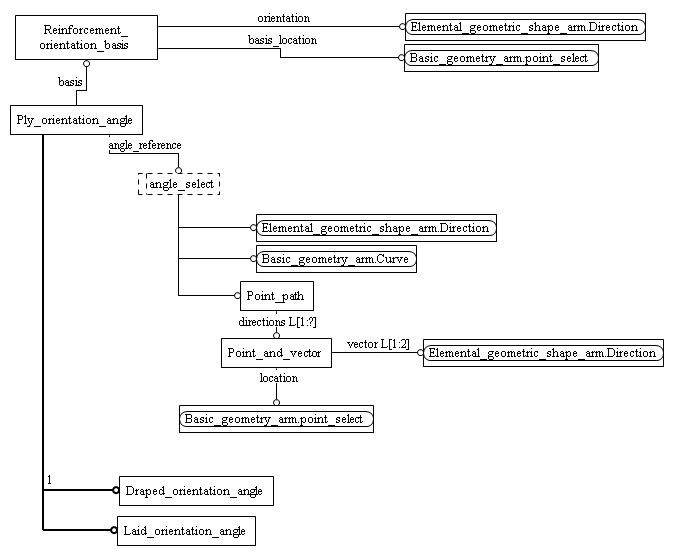 orientation
Reinforcement_
orientation_basis
Elemental_geometric_shape_arm.Direction
basis_location
Basic_geometry_arm.point_select
basis
Ply_orientation_angle
angle_reference
angle_select
Elemental_geometric_shape_arm.Direction
Basic_geometry_arm.Curve
Point_path
directions L[1:?]
Point_and_vector
vector L[1:2]
Elemental_geometric_shape_arm.Direction
location
Basic_geometry_arm.point_select
1
Draped_orientation_angle
Laid_orientation_angle